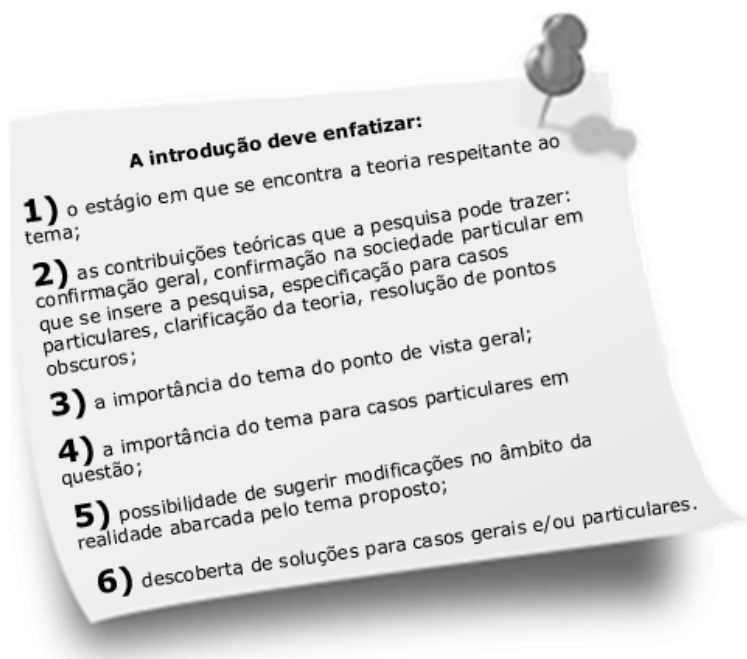 A introdução deve enfatizar:
1) o estágio em que se encontra a teoria respeitante ao
tema;
2) as contribuições teóricas que a pesquisa pode trazer:
confirmação geral, confirmação na sociedade particular em
que se insere a pesquisa, especificação para casos
particulares, clarificação da teoria, resolução de pontos
obscuros;
3) a importância do tema do ponto de vista geral;
4) a importância do tema para casos particulares em
questão;
5) possibilidade de sugerir modificações no âmbito da
realidade abarcada pelo tema proposto;
6) descoberta de soluções para casos gerais e/ou particulares.